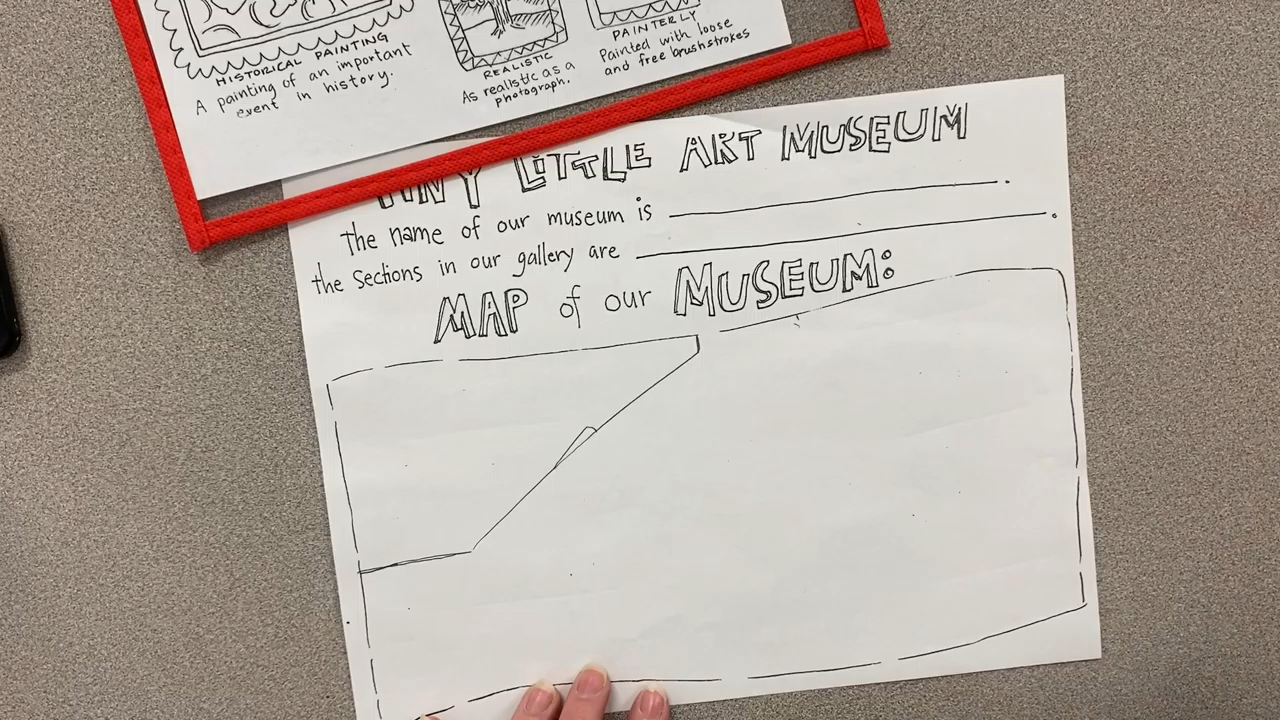 HISTORICAL PAINTING
A painting of an important
event in history.
REALISTIC
As realistic as a
photograph.
PAINTERLY
Painted with loose
and free brushstrokes
TINY LITTLE ART MUSEUM
The name of our museum is
the sections in our gallery are
MAP of our MUSEUM: